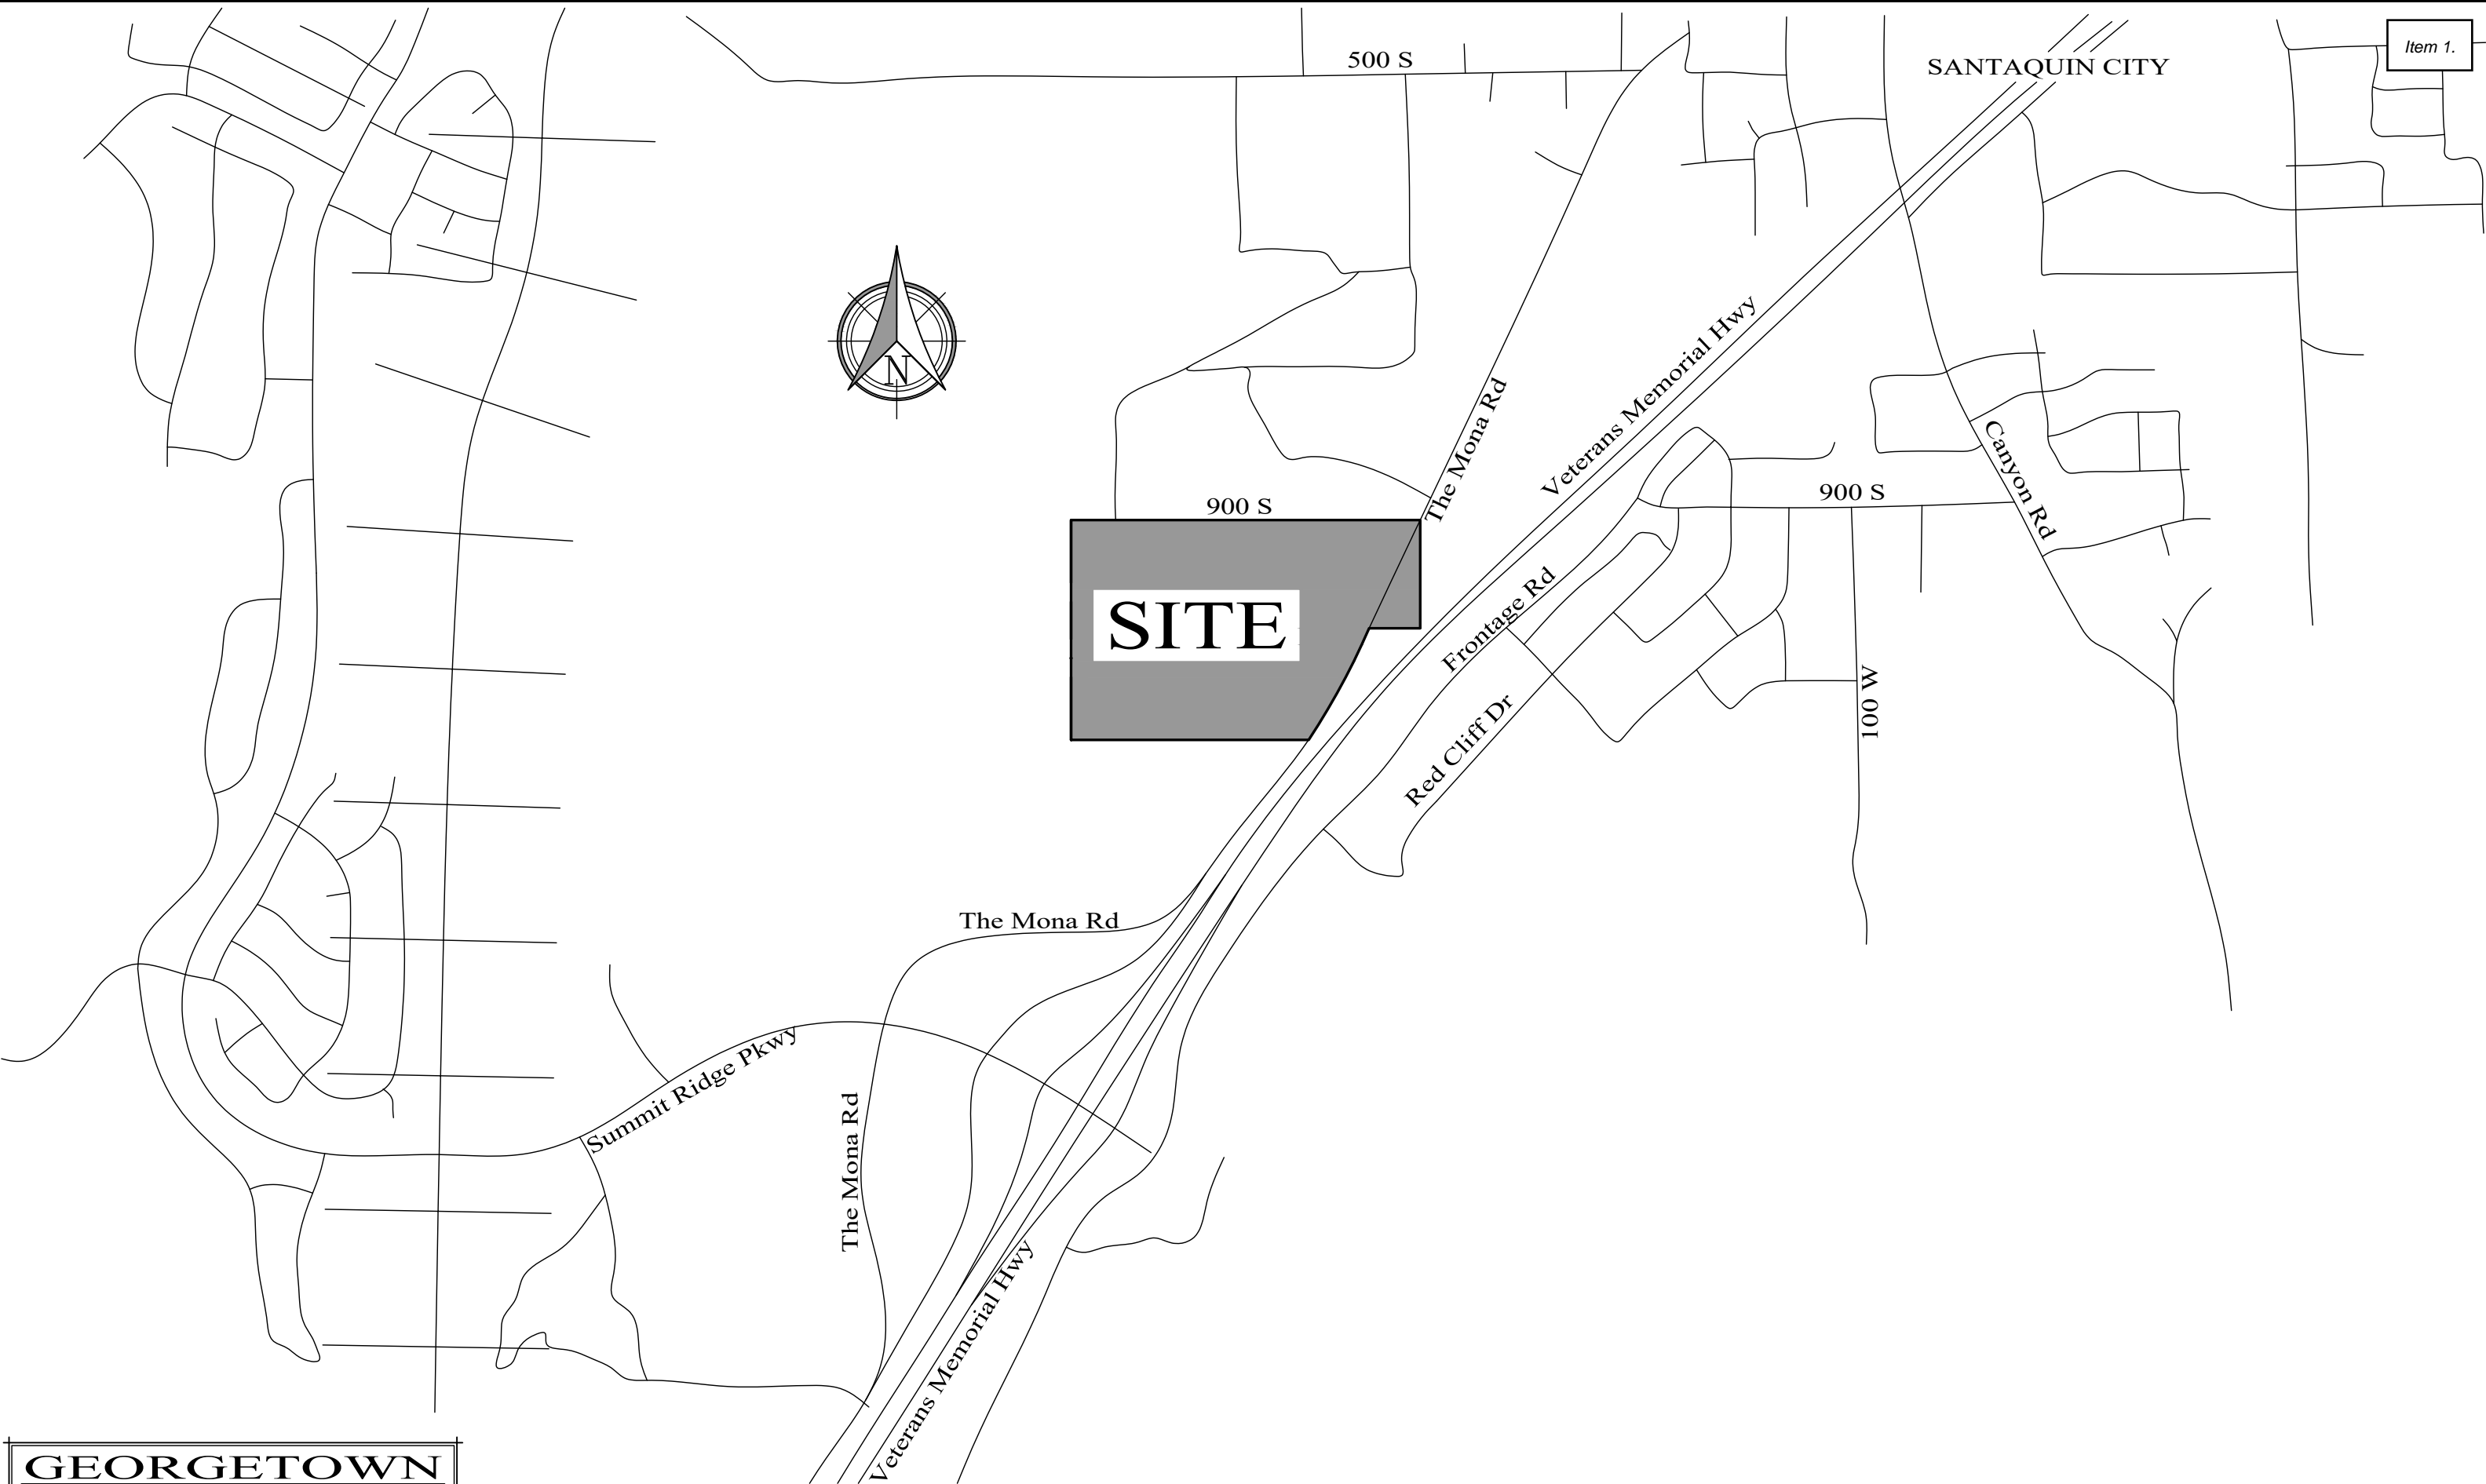 500 S
SANTAQUIN CITY
Item 1.
N
Veterans Memorial Hwy
The Mona Rd
Canyon Rd
900 S
900 S
SITE
Frontage Rd
100 W
Red Cliff Dr
The Mona Rd
Summit Ridge Pkwy
The Mona Rd
Veterans Memorial Hwy
GEORGETOWN